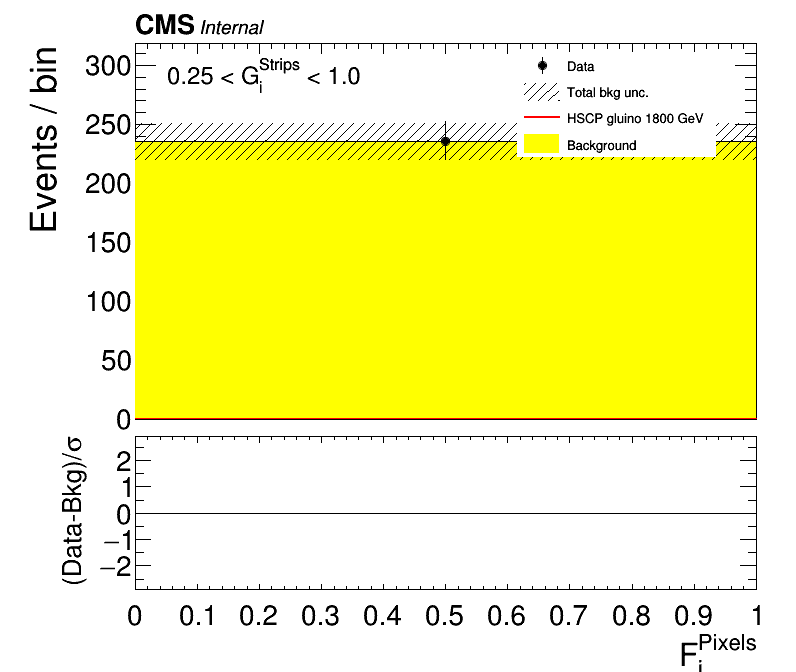 CMS Internal
Events / bin
300
250
200
150
100
50
0
0.25 < G_i^Strips < 1.0
Data
Total bkg unc.
HSCP gluino 1800 GeV
Background
(Data-Bkg)/σ
2
1
0
−1
−2
0 0.1 0.2 0.3 0.4 0.5 0.6 0.7 0.8 0.9 1
F_i^Pixels